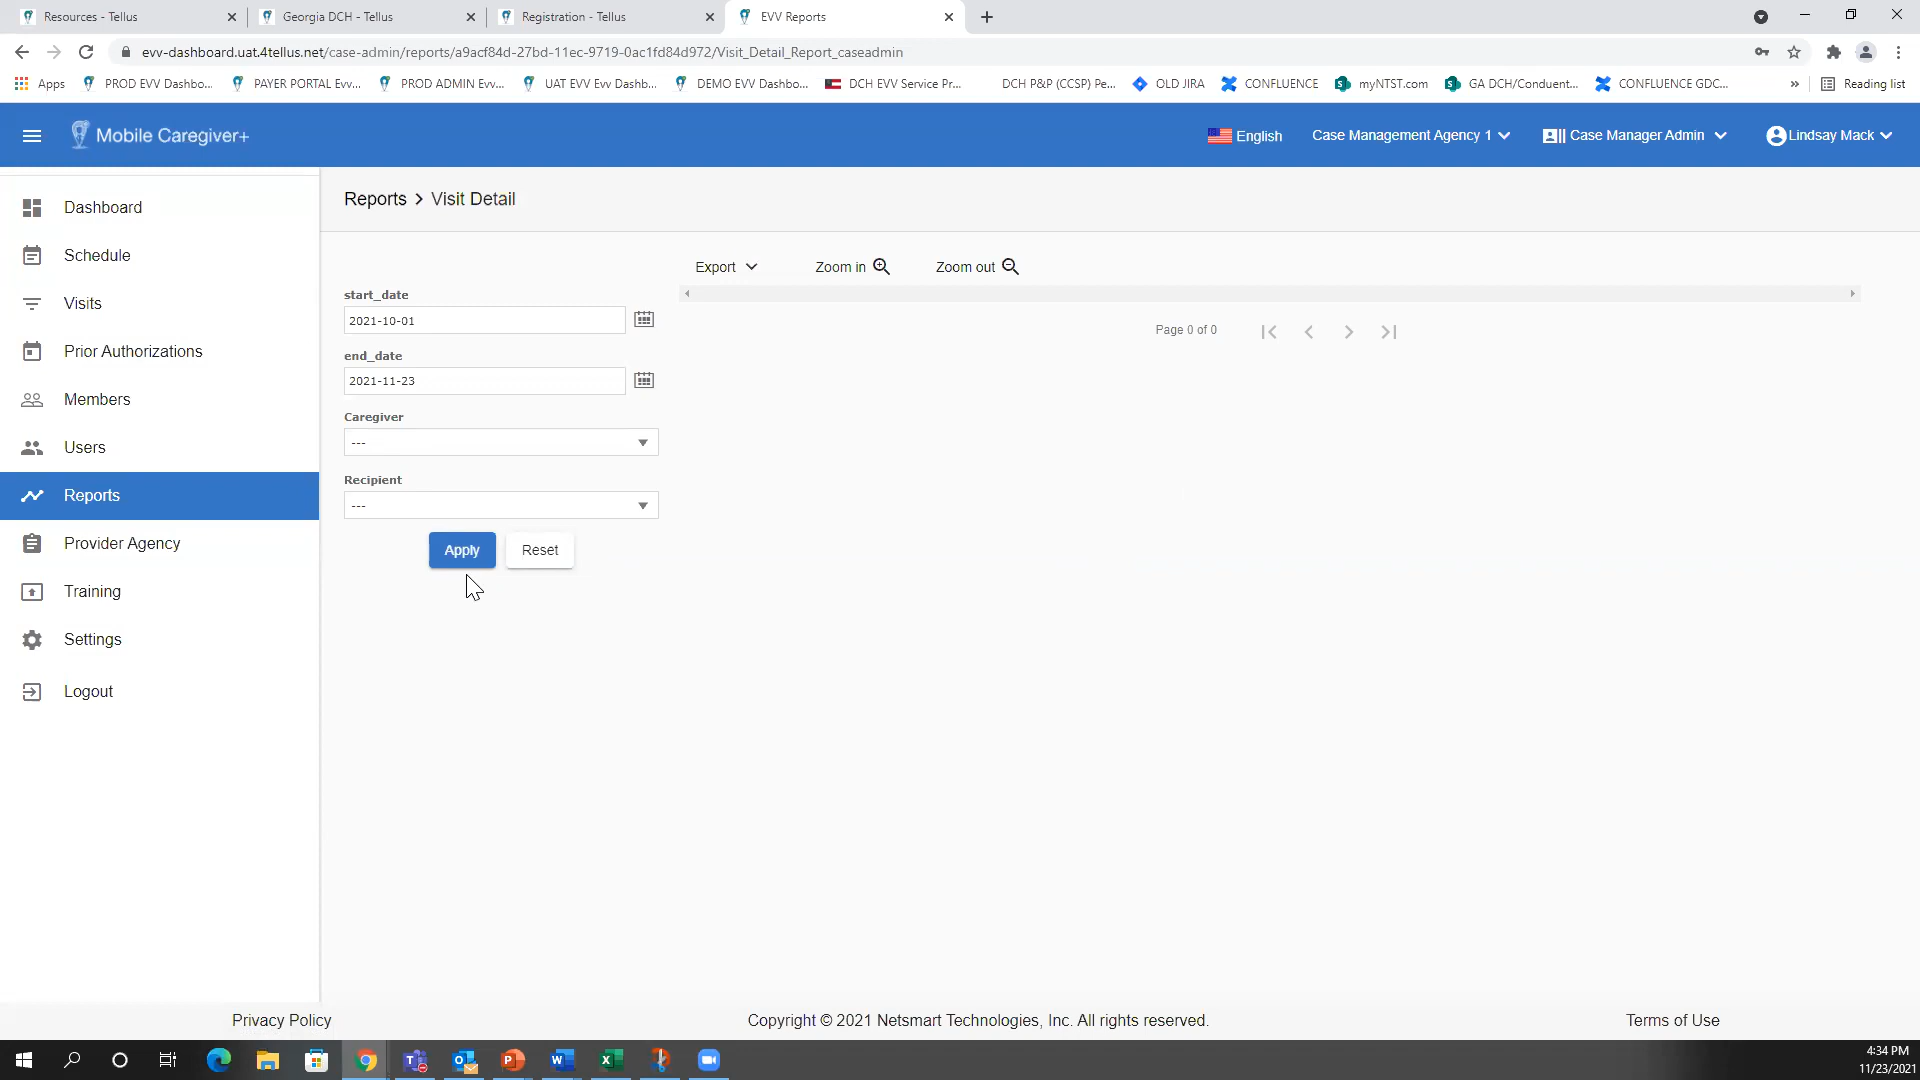 Resources - Tellus
Georgia DCH - Tellus
Registration - Tellus
EVV Reports
evv-dashboard.uat.4tellus.net/case-admin/reports/a9acf84d-27bd-11ec-9719-0ac1fd84d972/Visit_Detail_Report_caseadmin
Apps
PROD EVV Dashbo...
PAYER PORTAL Evv...
PROD ADMIN Evv...
UAT EVV Evv Dashb...
DEMO EVV Dashbo...
DCH EVV Service Pr...
DCH P&P (CCSP) Pe...
OLD JIRA
CONFLUENCE
myNTST.com
GA DCH/Conduent...
CONFLUENCE GDC...
»
Reading list
Mobile Caregiver+
English
Case Management Agency 1
Case Manager Admin
Lindsay Mack
Dashboard
Schedule
Visits
Prior Authorizations
Members
Users
Reports
Provider Agency
Training
Settings
Logout
Reports > Visit Detail
Export
Zoom in
Zoom out
start_date
2021-10-01
end_date
2021-11-23
Caregiver
---
Recipient
---
Apply
Reset
Page 0 of 0
Privacy Policy
Copyright © 2021 Netsmart Technologies, Inc. All rights reserved.
Terms of Use
4:34 PM
11/23/2021